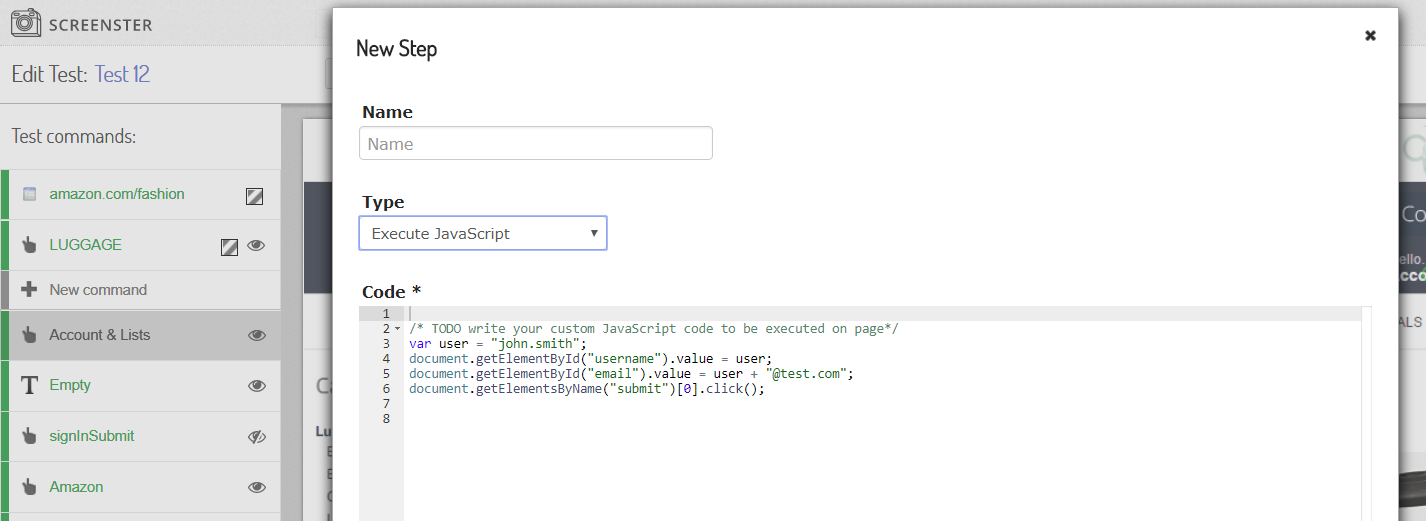 SCREENSTER
Edit Test: Test 12
Test commands:
amazon.com/fashion
LUGGAGE
New command
Account & Lists
T Empty
signInSubmit
Amazon
New Step
Name
Name
Type
Execute JavaScript
Code *
1
2 /* TODO write your custom JavaScript code to be executed on page*/
3 var user = "john.smith";
4 document.getElementById("username").value = user;
5 document.getElementById("email").value = user + "@test.com";
6 document.getElementsByName("submit")[0].click();
7
8
Ca
Lu
Co
ello.
cco
ALS